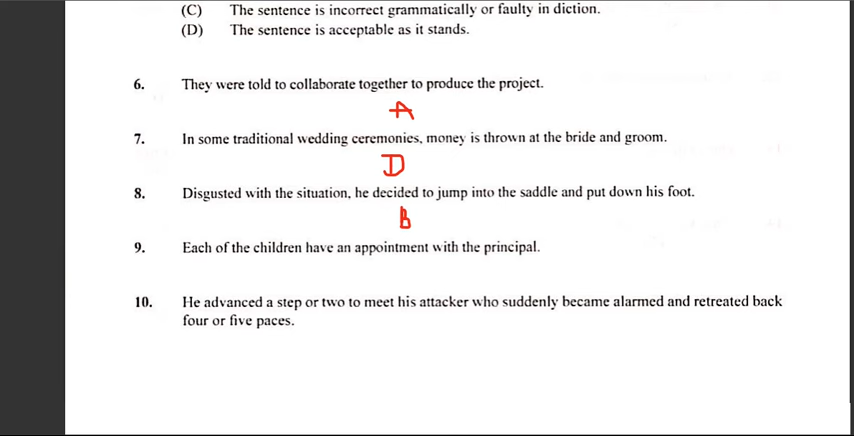 (C) The sentence is incorrect grammatically or faulty in diction.
(D) The sentence is acceptable as it stands.
6. They were told to collaborate together to produce the project.
A
7. In some traditional wedding ceremonies, money is thrown at the bride and groom.
D
8. Disgusted with the situation, he decided to jump into the saddle and put down his foot.
B
9. Each of the children have an appointment with the principal.
10. He advanced a step or two to meet his attacker who suddenly became alarmed and retreated back
four or five paces.